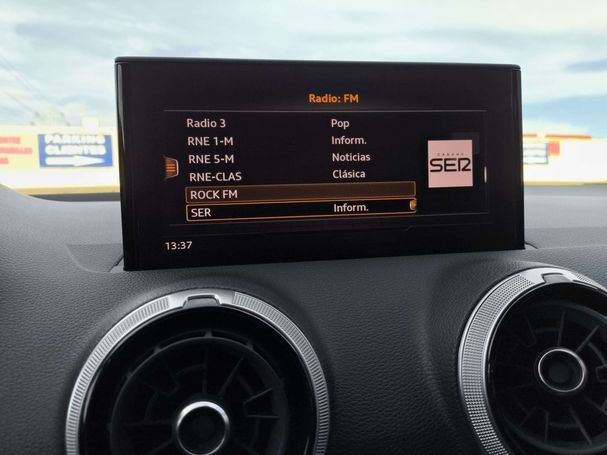 Radio: FM
Radio 3 Pop
RNE 1-M Inform.
RNE 5-M Noticias
RNE-CLAS Clásica
ROCK FM
SER Inform.
CADENA
SER
13:37
PARKING
CLIENTES